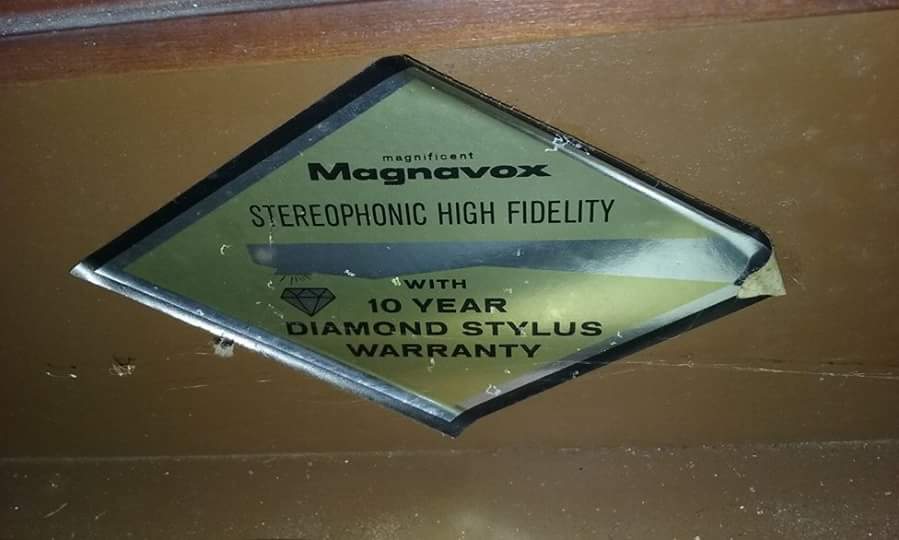 magnificent
Magnavox
STEREOPHONIC HIGH FIDELITY
WITH
10 YEAR
DIAMOND STYLUS
WARRANTY